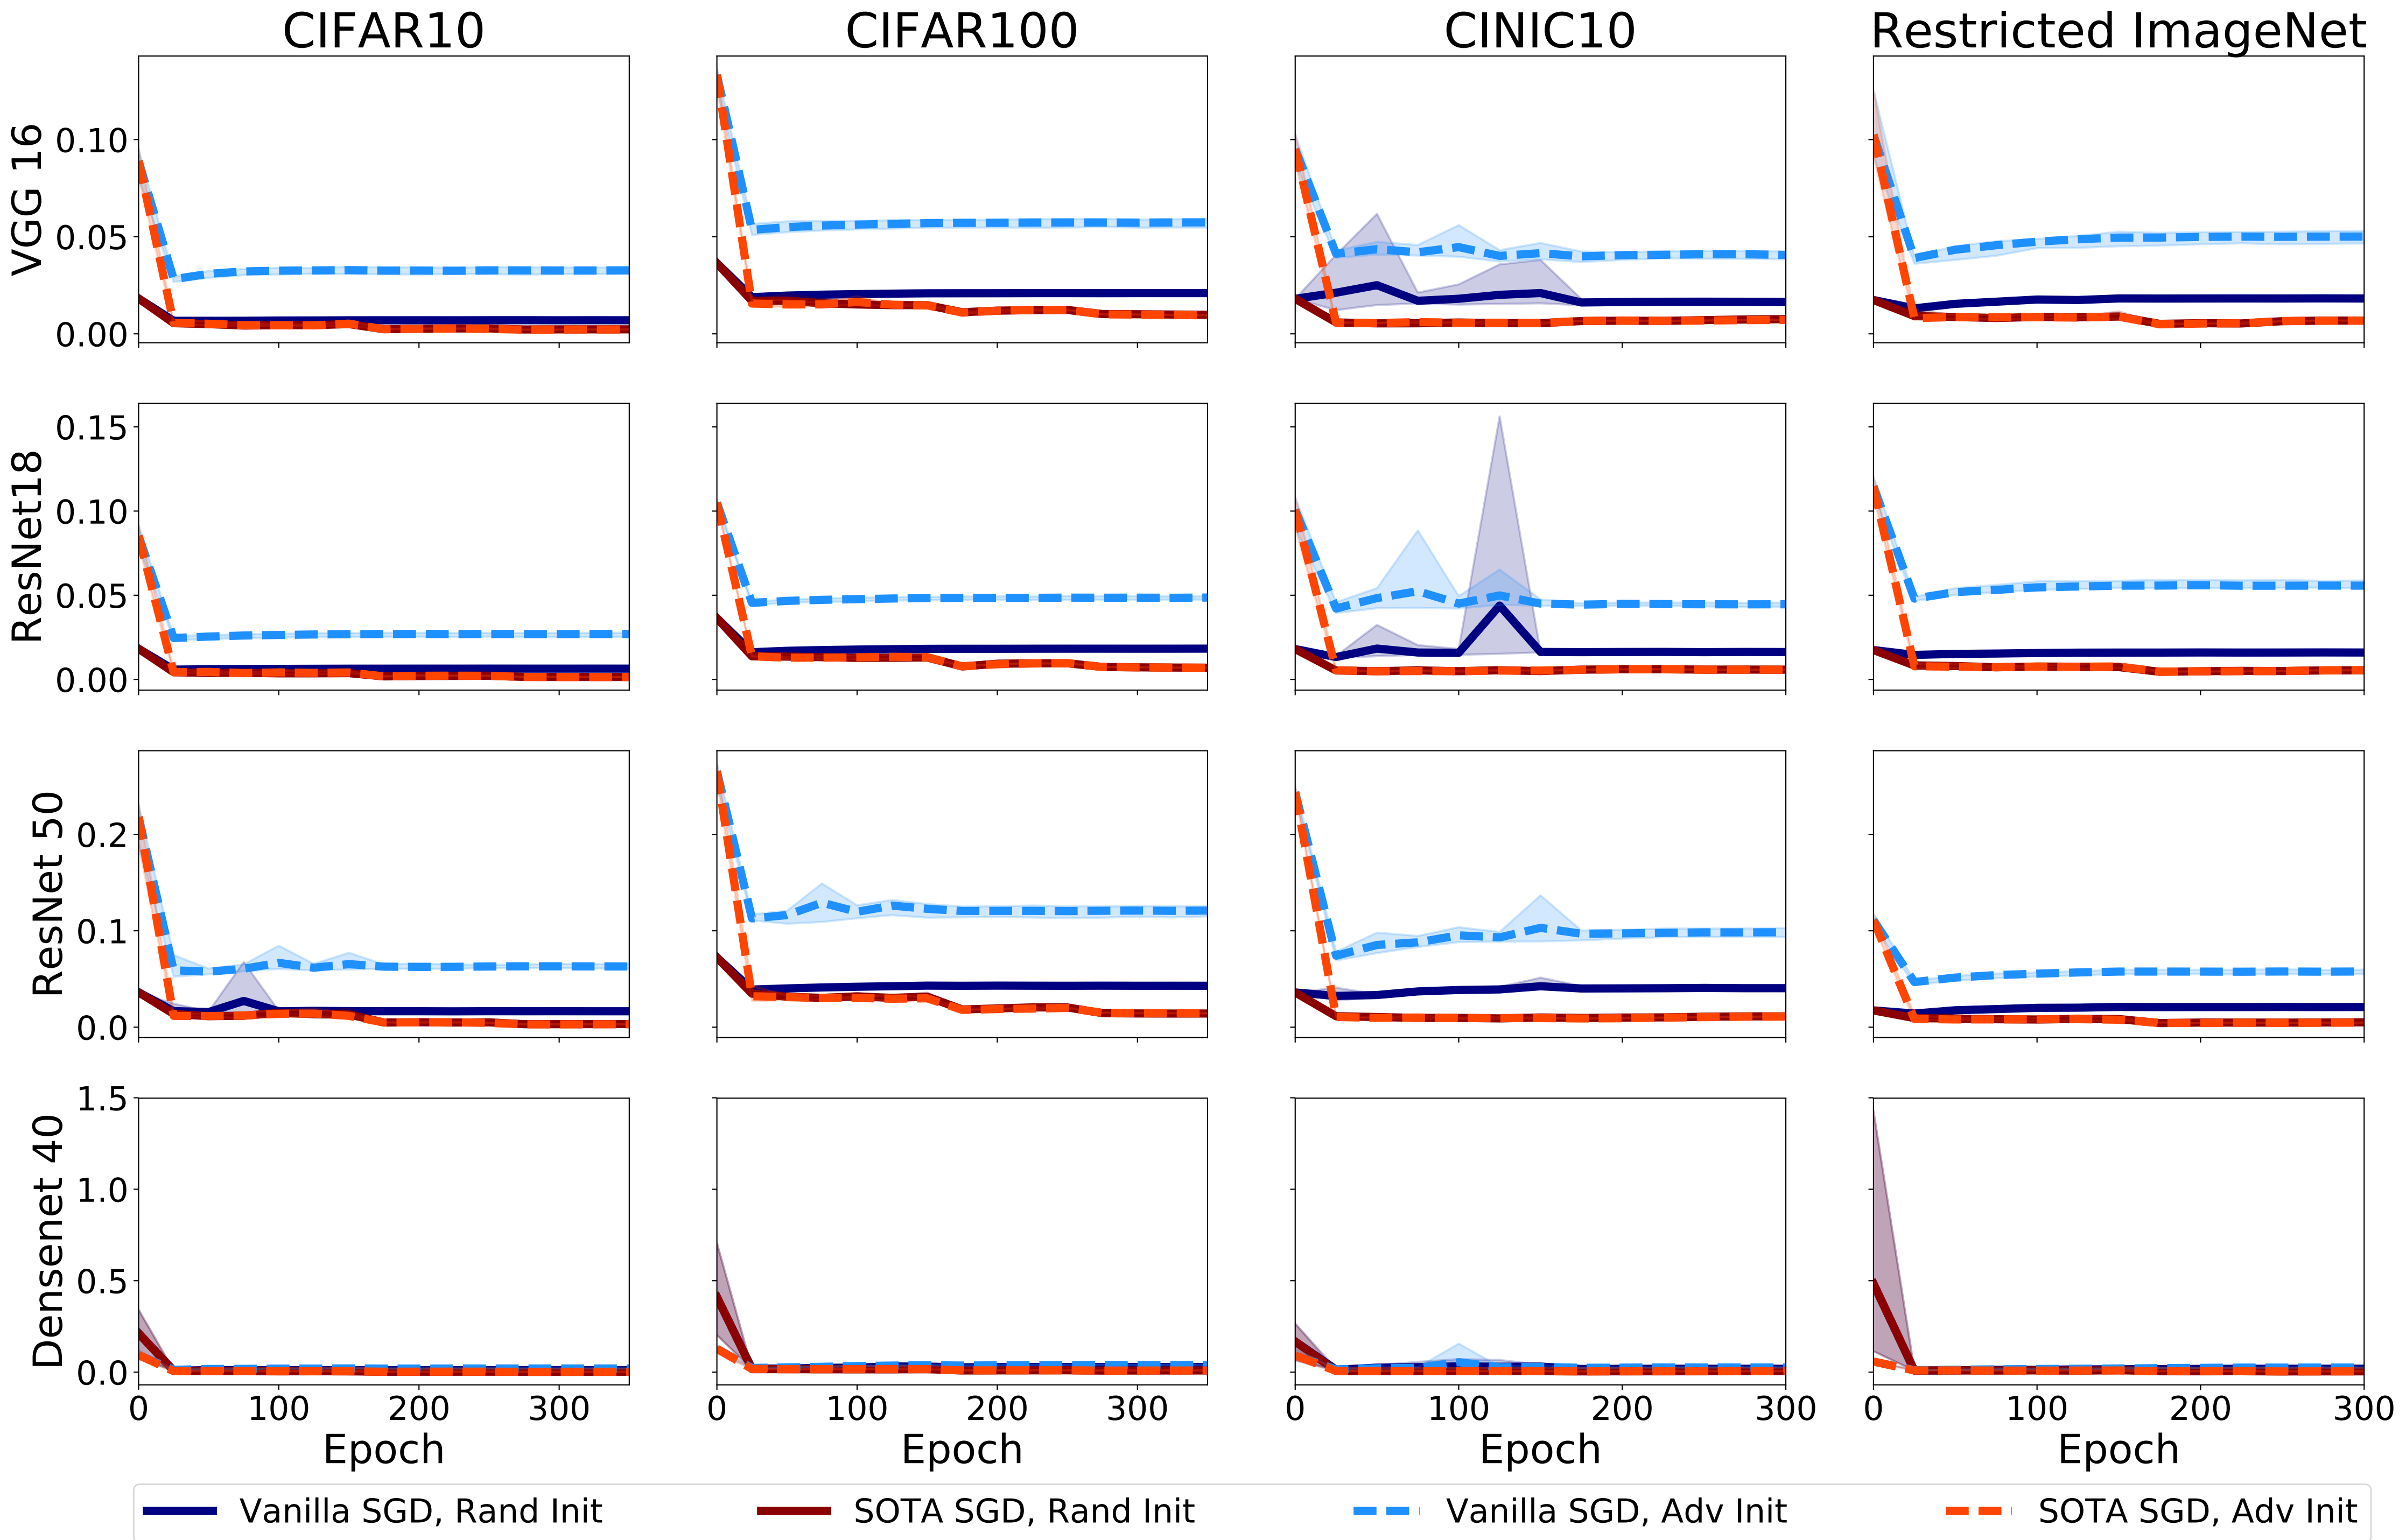 CIFAR10 CIFAR100 CINIC10 Restricted ImageNet
VGG 16
0.10
0.05
0.00
ResNet18
0.15
0.10
0.05
0.00
ResNet 50
0.2
0.1
0.0
Densenet 40
1.5
1.0
0.5
0.0
0 100 200 300 0 100 200 300 0 100 200 300 0 100 200 300
Epoch Epoch Epoch Epoch
Vanilla SGD, Rand Init SOTA SGD, Rand Init Vanilla SGD, Adv Init SOTA SGD, Adv Init